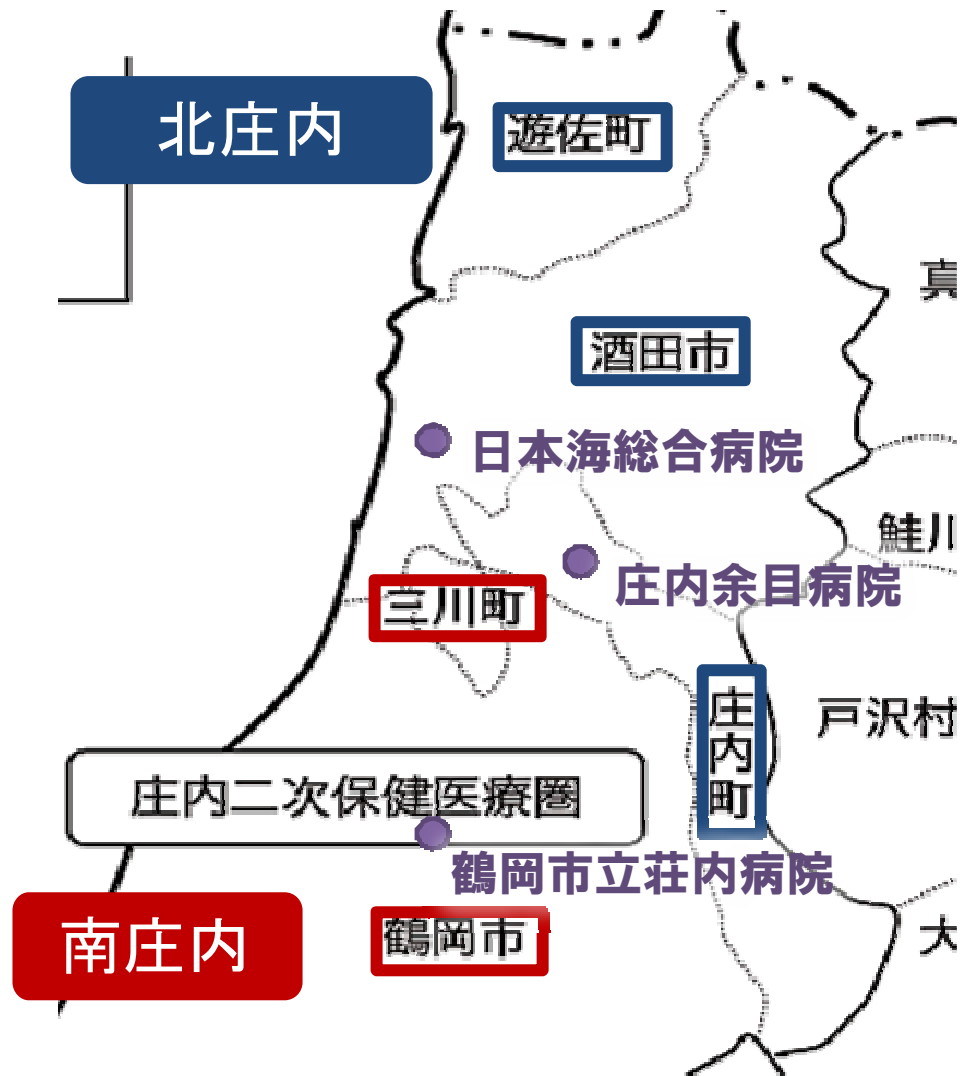 北庄内
遊佐町
真
酒田市
日本海総合病院
鮭川
庄内余目病院
三川町
庄内町
戸沢村
庄内二次保健医療圏
鶴岡市立荘内病院
南庄内
鶴岡市
大